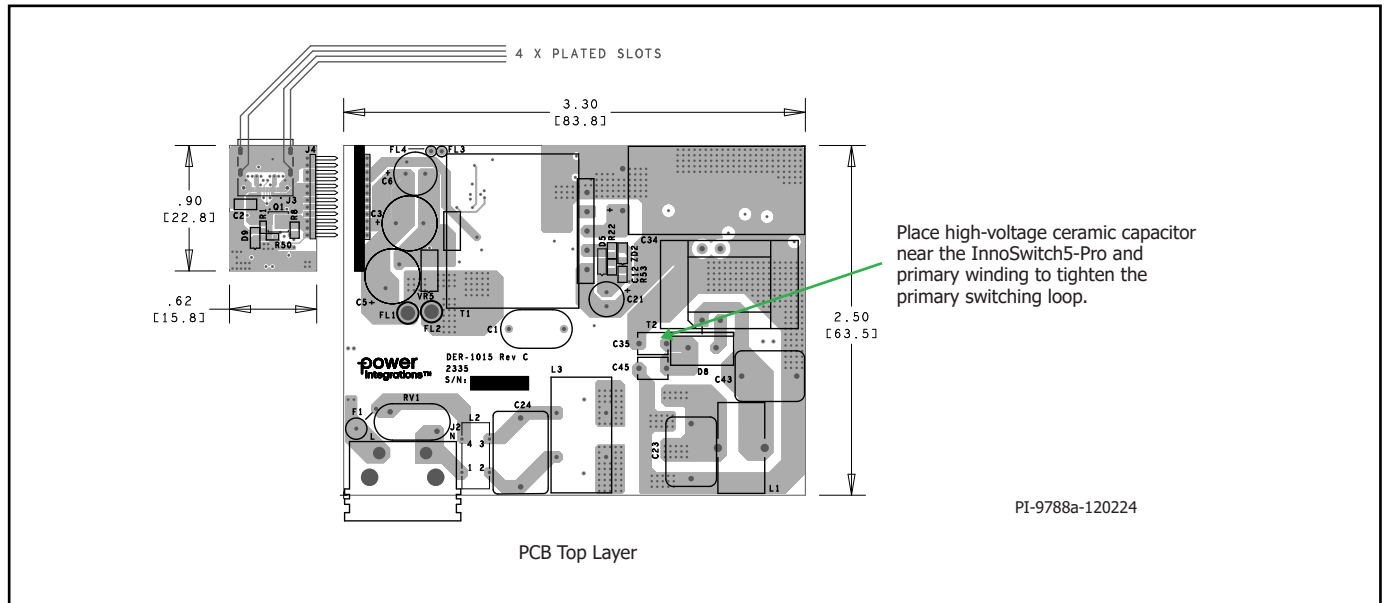 4 X PLATED SLOTS
3.30
[83.8]
J4
FL4
FL3
C6
.90
[22.8]
C2
J3
Q1
R1
R8
D9
R50
C3
C5
VR5
FL1
FL2
T1
C1
D5
R22
ZD2
C12
R53
C34
C21
Place high-voltage ceramic capacitor
near the InnoSwitch5-Pro and
primary winding to tighten the
primary switching loop.
.62
[15.8]
2.50
[63.5]
T2
C35
C45
D8
C43
power
integrations™
DER-1015 Rev C
2335
S/N:
L3
RV1
F1
L
J2
N
L2
4 3
1 2
C24
C23
L1
PI-9788a-120224
PCB Top Layer